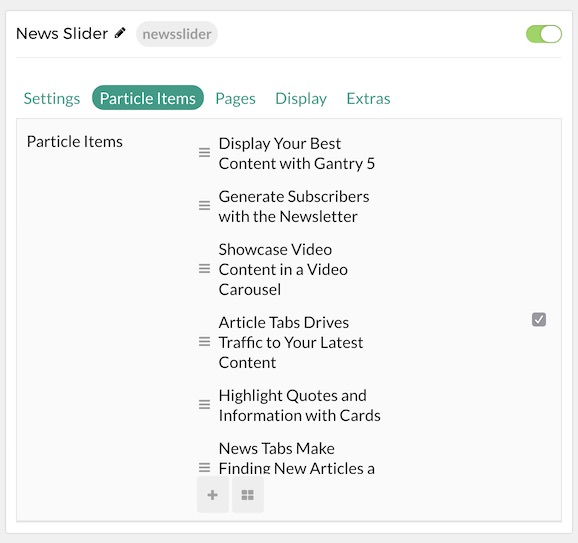 News Slider newsslider
Settings Particle Items Pages Display Extras
Particle Items
Display Your Best
Content with Gantry 5
Generate Subscribers
with the Newsletter
Showcase Video
Content in a Video
Carousel
Article Tabs Drives
Traffic to Your Latest
Content
Highlight Quotes and
Information with Cards
News Tabs Make
Finding New Articles a